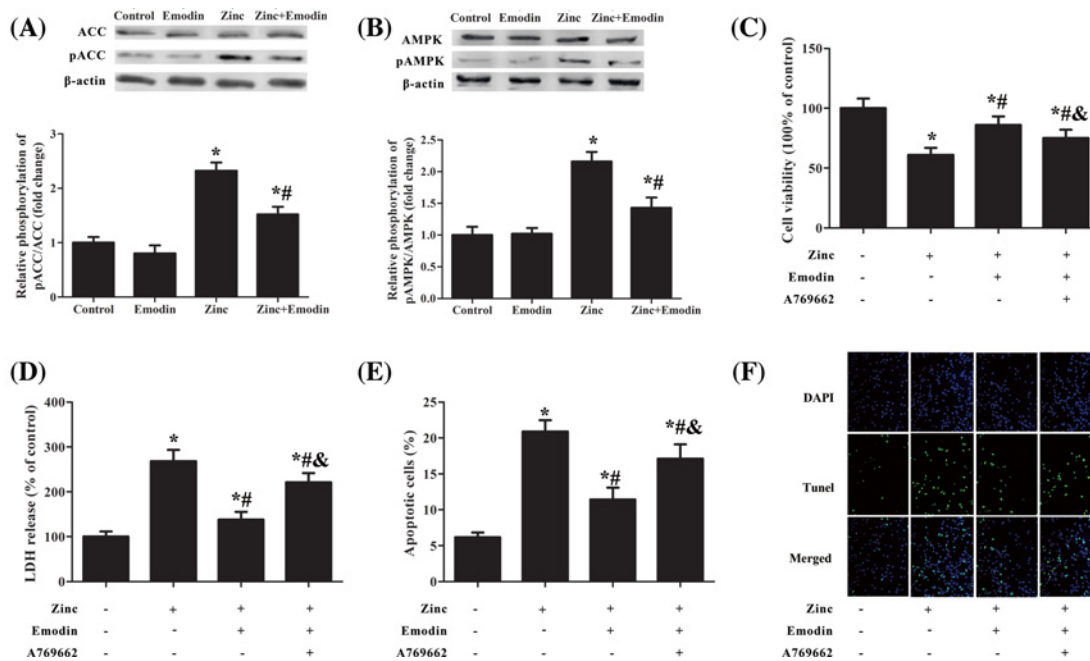 (A)
Control Emodin Zinc Zinc+Emodin
ACC
pACC
β-actin
Relative phosphorylation of
pACC/ACC (fold change)
3
2
1
0
*
*#
Control Emodin Zinc Zinc+Emodin
(B)
Control Emodin Zinc Zinc+Emodin
AMPK
pAMPK
β-actin
Relative phosphorylation of
pAMPK/AMPK (fold change)
2.5
2.0
1.5
1.0
0.5
0.0
*
*#
Control Emodin Zinc Zinc+Emodin
(C)
Cell viability (100% of control)
150
100
50
0
*
*#
*#&
Zinc - + + +
Emodin - - + +
A769662 - - - +
(D)
LDH release (% of control)
400
300
200
100
0
*
*#
*#&
Zinc - + + +
Emodin - - + +
A769662 - - - +
(E)
Apoptotic cells (%)
25
20
15
10
5
0
*
*#
*#&
Zinc - + + +
Emodin - - + +
A769662 - - - +
(F)
DAPI
Tunel
Merged
Zinc - + + +
Emodin - - + +
A769662 - - - +